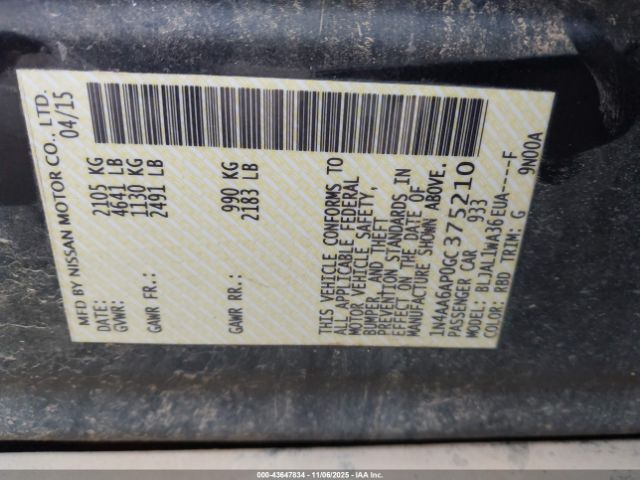 MFD BY NISSAN MOTOR CO., LTD.
DATE: 04/15
GVWR: 2105 KG
4641 LB
GAWR FR.: 1130 KG
2491 LB
GAWR RR.: 990 KG
2183 LB
THIS VEHICLE CONFORMS TO
ALL APPLICABLE FEDERAL
MOTOR VEHICLE SAFETY,
BUMPER, AND THEFT
PREVENTION STANDARDS IN
EFFECT ON THE DATE OF
MANUFACTURE SHOWN ABOVE.
1N4AA6AP0GC375210
PASSENGER CAR 933
MODEL: BLJALIWA36EUA----F
COLOR: RBD TRIM: G 9N00A
000-43647834 - 11/06/2025 - IAA Inc.